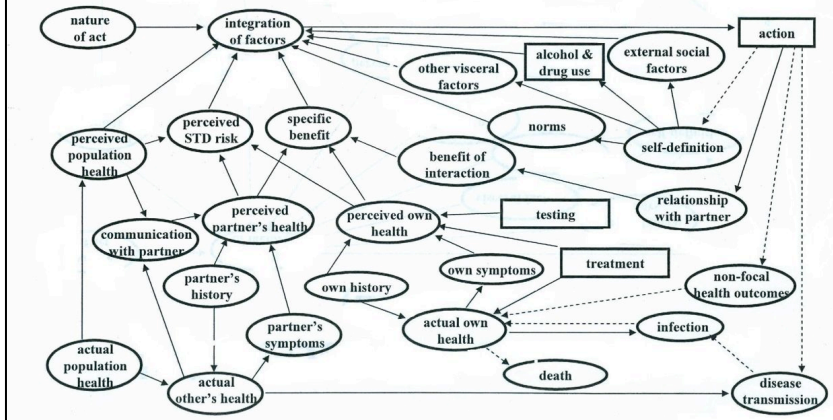 nature
of act
integration
of factors
action
alcohol &
drug use
external social
factors
other visceral
factors
perceived
STD risk
specific
benefit
norms
self-definition
perceived
population
health
benefit of
interaction
relationship
with partner
communication
with partner
perceived
partner's health
perceived own
health
testing
own symptoms
treatment
partner's
history
own history
non-focal
health outcomes
partner's
symptoms
actual own
health
infection
actual
population
health
actual
other's health
death
disease
transmission